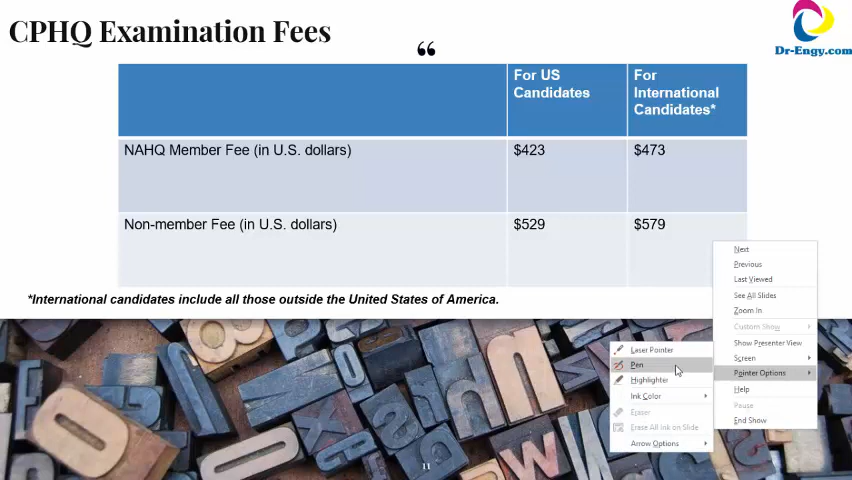 CPHQ Examination Fees
Dr-Engy.com
“
For US Candidates
For International Candidates*
NAHQ Member Fee (in U.S. dollars) $423 $473
Non-member Fee (in U.S. dollars) $529 $579
*International candidates include all those outside the United States of America.
Next
Previous
Last Viewed
See All Slides
Zoom In
Custom Show
Show Presenter View
Screen
Pointer Options
Help
Pause
End Show
Laser Pointer
Pen
Highlighter
Ink Color
Eraser
Erase All Ink on Slide
Arrow Options
11